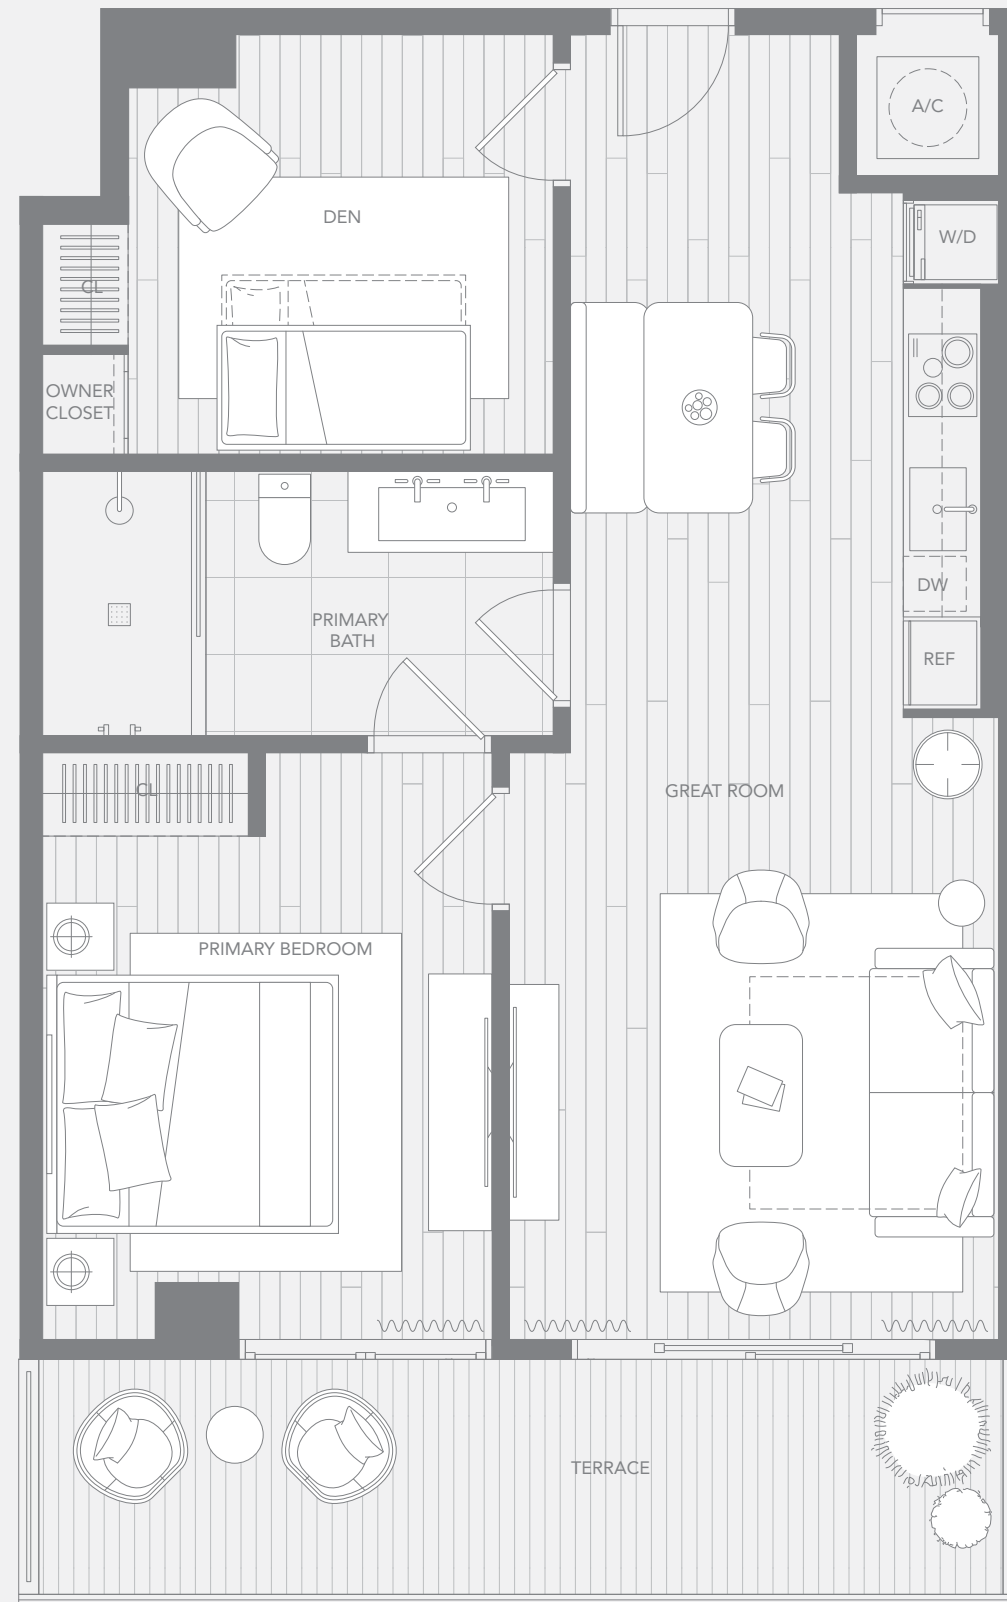 A/C
DEN
W/D
CL
OWNER
CLOSET
DW
PRIMARY
BATH
REF
CL
GREAT ROOM
PRIMARY BEDROOM
TERRACE